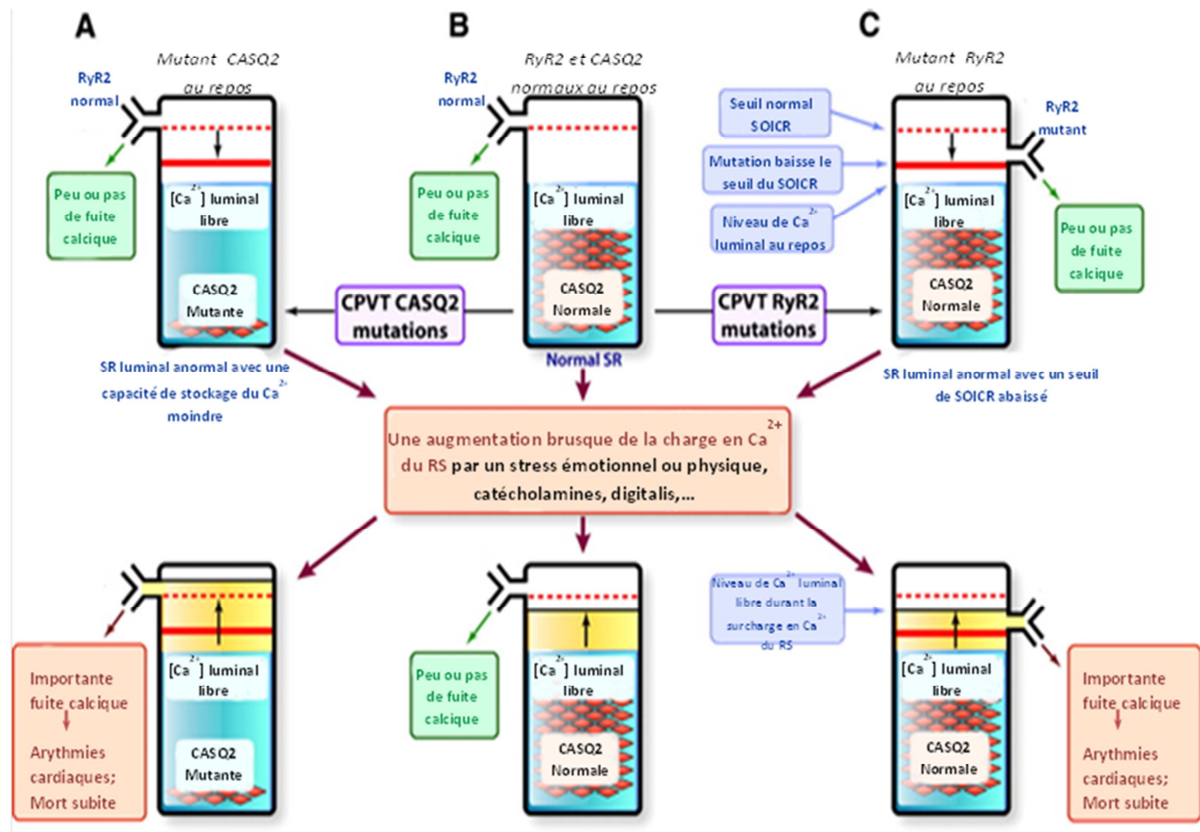 A
B
C
Mutant CASQ2
au repos
RyR2 et CASQ2
normaux au repos
Mutant RyR2
au repos
RyR2
normal
RyR2
normal
Seuil normal
SOICR
RyR2
mutant
Mutation baisse le
seuil du SOICR
Niveau de Ca²⁺
luminal au repos
Peu ou pas
de fuite
calcique
Peu ou pas
de fuite
calcique
Peu ou pas
de fuite
calcique
[Ca²⁺] luminal
libre
[Ca²⁺] luminal
libre
[Ca²⁺] luminal
libre
CASQ2
Mutante
CASQ2
Normale
CASQ2
Normale
CPVT CASQ2
mutations
CPVT RyR2
mutations
SR luminal anormal avec une
capacité de stockage du Ca²⁺
moindre
Normal SR
SR luminal anormal avec un seuil
de SOICR abaissé
Une augmentation brusque de la charge en Ca²⁺
du RS par un stress émotionnel ou physique,
catécholamines, digitalis,...
Niveau de Ca²⁺ luminal
libre durant la
surcharge en Ca²⁺
du RS
Importante
fuite calcique
Arythmies
cardiaques;
Mort subite
[Ca²⁺] luminal
libre
CASQ2
Mutante
Peu ou pas
de fuite
calcique
[Ca²⁺] luminal
libre
CASQ2
Normale
[Ca²⁺] luminal
libre
CASQ2
Normale
Importante
fuite calcique
Arythmies
cardiaques;
Mort subite